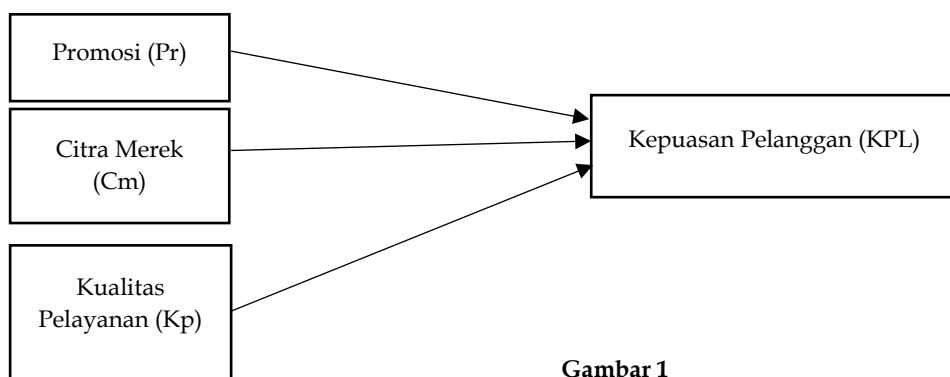 Promosi (Pr)
Citra Merek
(Cm)
Kepuasan Pelanggan (KPL)
Kualitas
Pelayanan (Kp)
Gambar 1